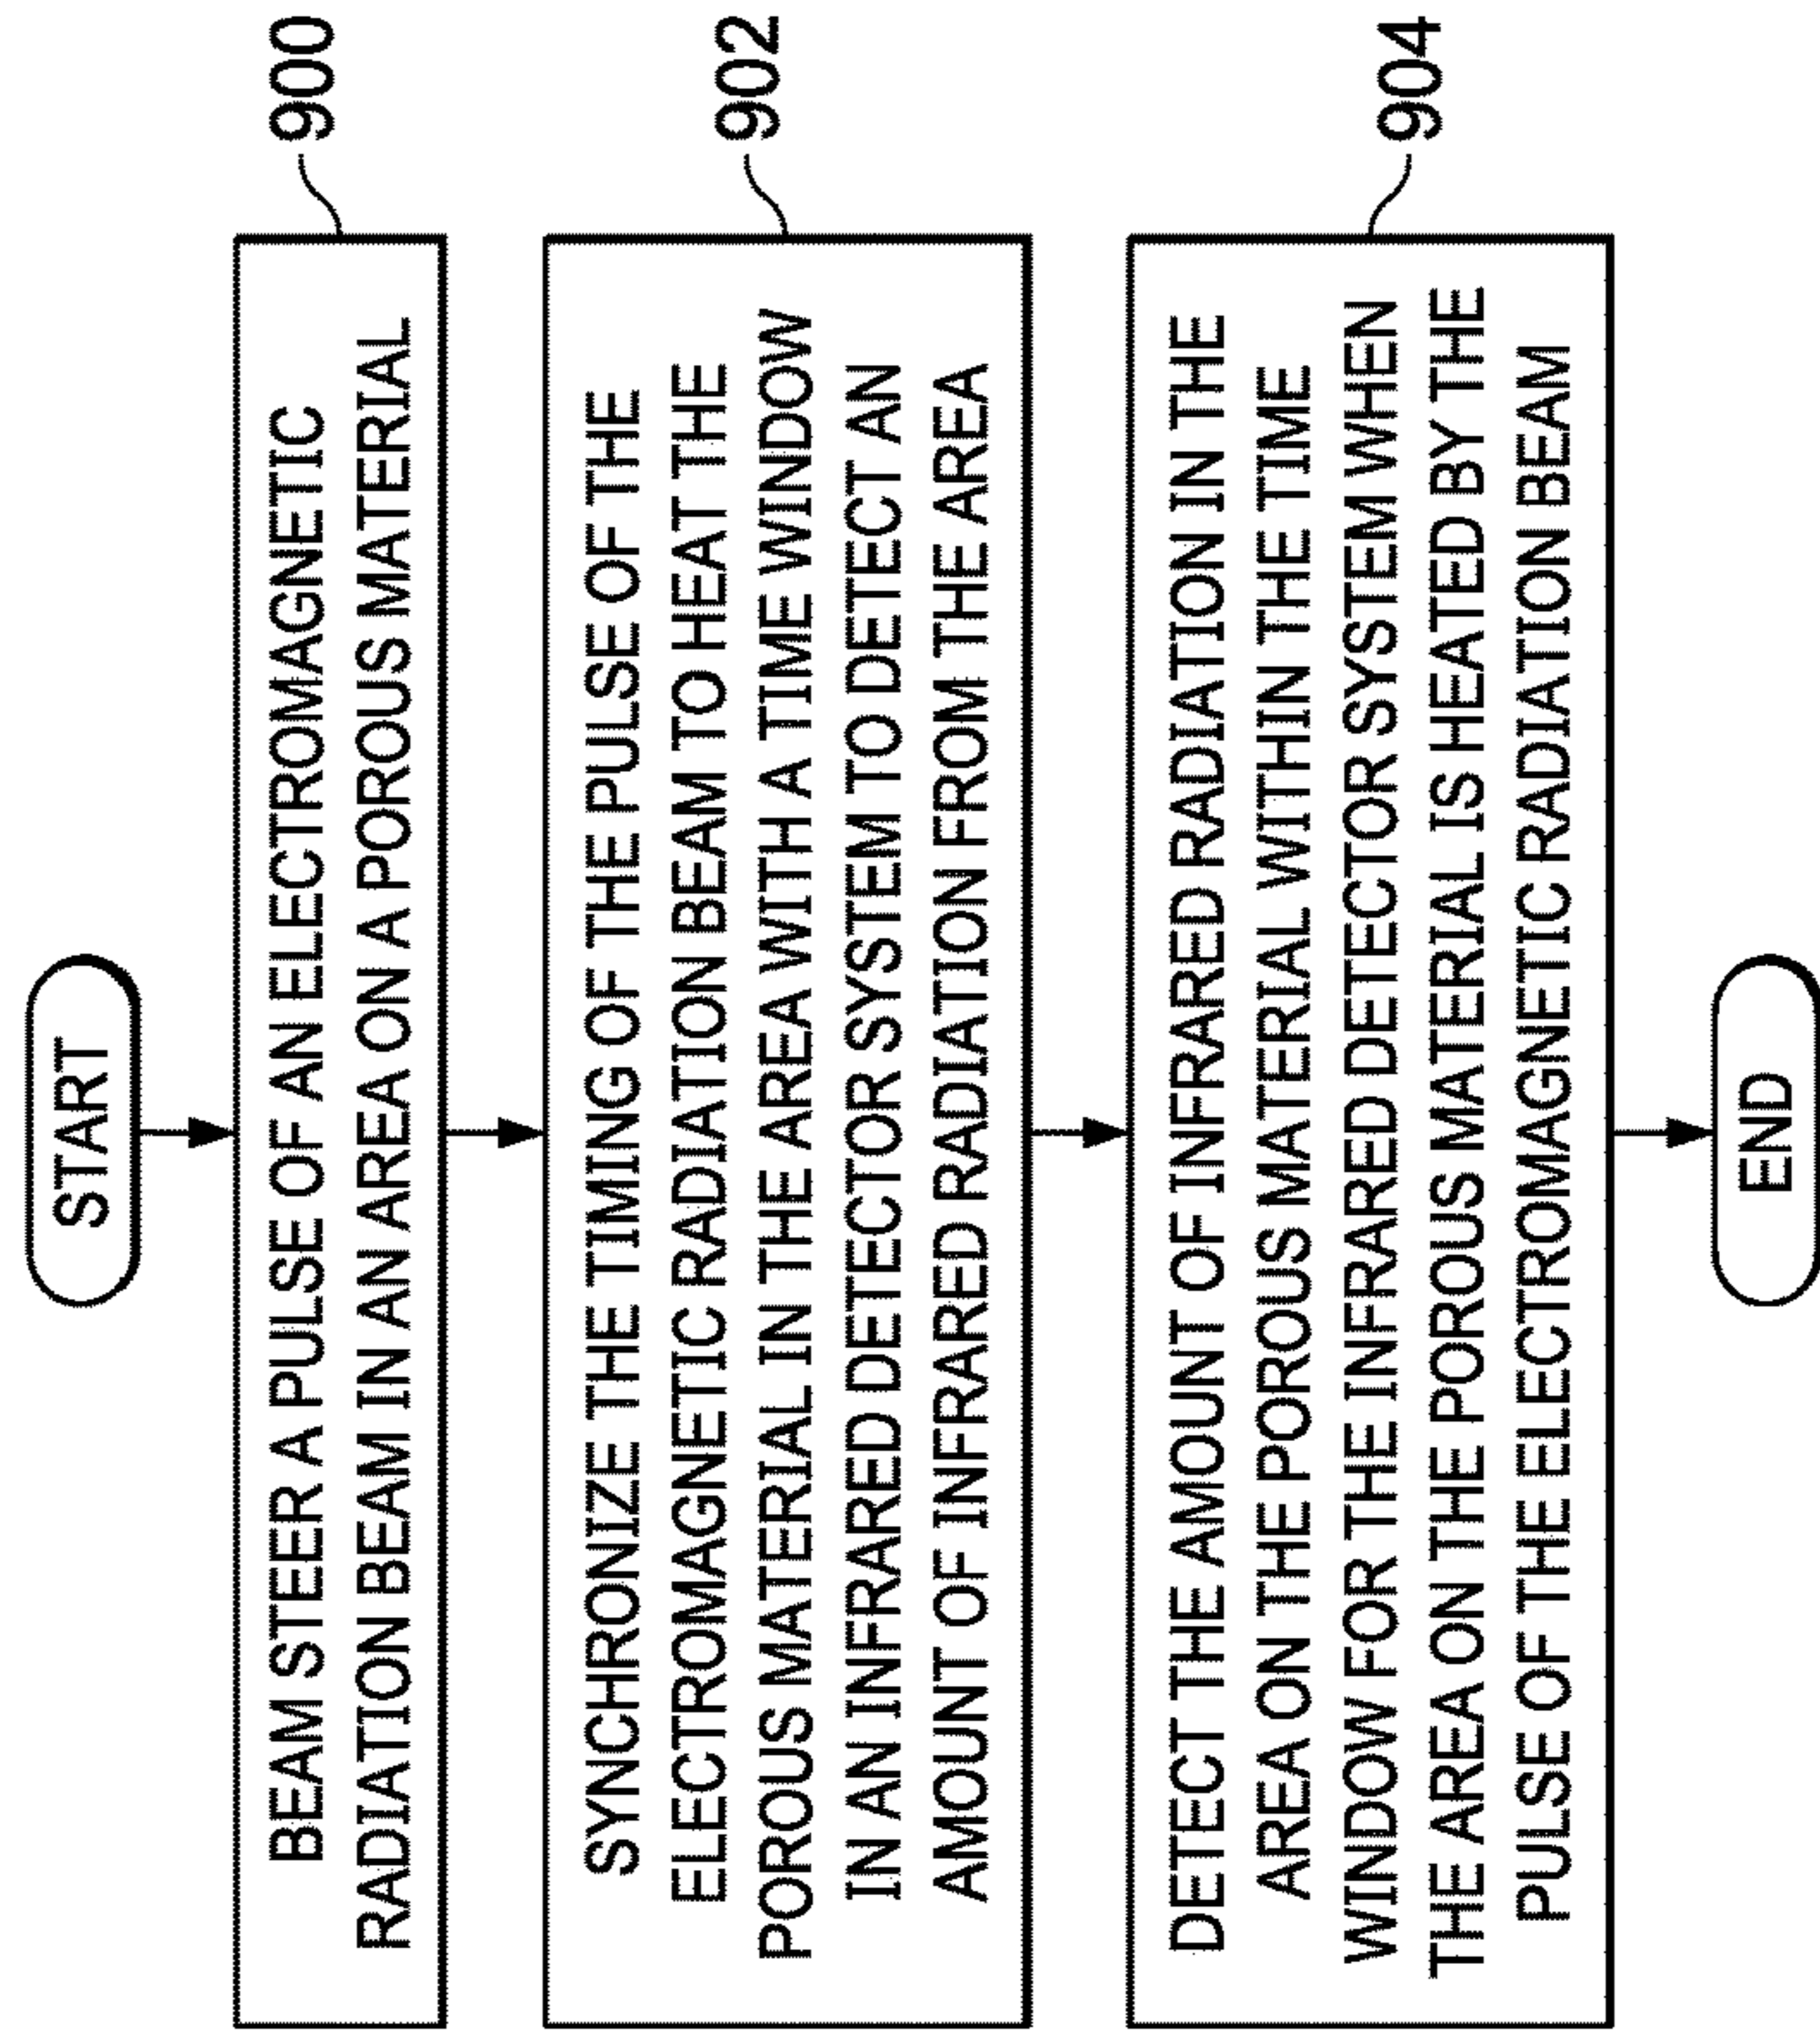 START
BEAM STEER A PULSE OF AN ELECTROMAGNETIC
RADIATION BEAM IN AN AREA ON A POROUS MATERIAL
900
SYNCHRONIZE THE TIMING OF THE PULSE OF THE
ELECTROMAGNETIC RADIATION BEAM TO HEAT THE
POROUS MATERIAL IN THE AREA WITH A TIME WINDOW
IN AN INFRARED DETECTOR SYSTEM TO DETECT AN
AMOUNT OF INFRARED RADIATION FROM THE AREA
902
DETECT THE AMOUNT OF INFRARED RADIATION IN THE
AREA ON THE POROUS MATERIAL WITHIN THE TIME
WINDOW FOR THE INFRARED DETECTOR SYSTEM WHEN
THE AREA ON THE POROUS MATERIAL IS HEATED BY THE
PULSE OF THE ELECTROMAGNETIC RADIATION BEAM
904
END